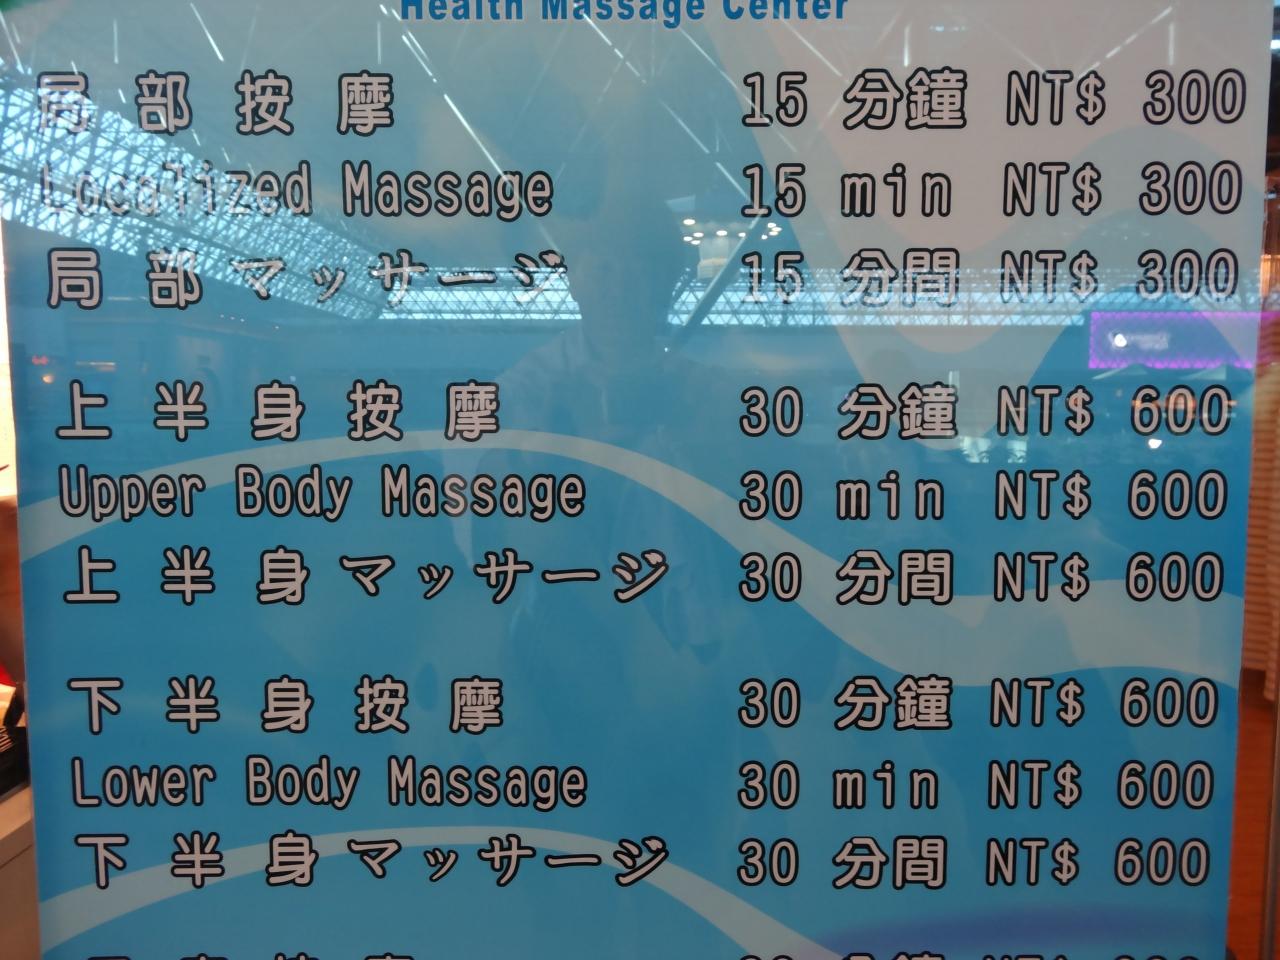 Health Massage Center
局部按摩 15 分鐘 NT$ 300
Localized Massage 15 min NT$ 300
局部マッサージ 15 分間 NT$ 300
上半身按摩 30 分鐘 NT$ 600
Upper Body Massage 30 min NT$ 600
上半身マッサージ 30 分間 NT$ 600
下半身按摩 30 分鐘 NT$ 600
Lower Body Massage 30 min NT$ 600
下半身マッサージ 30 分間 NT$ 600